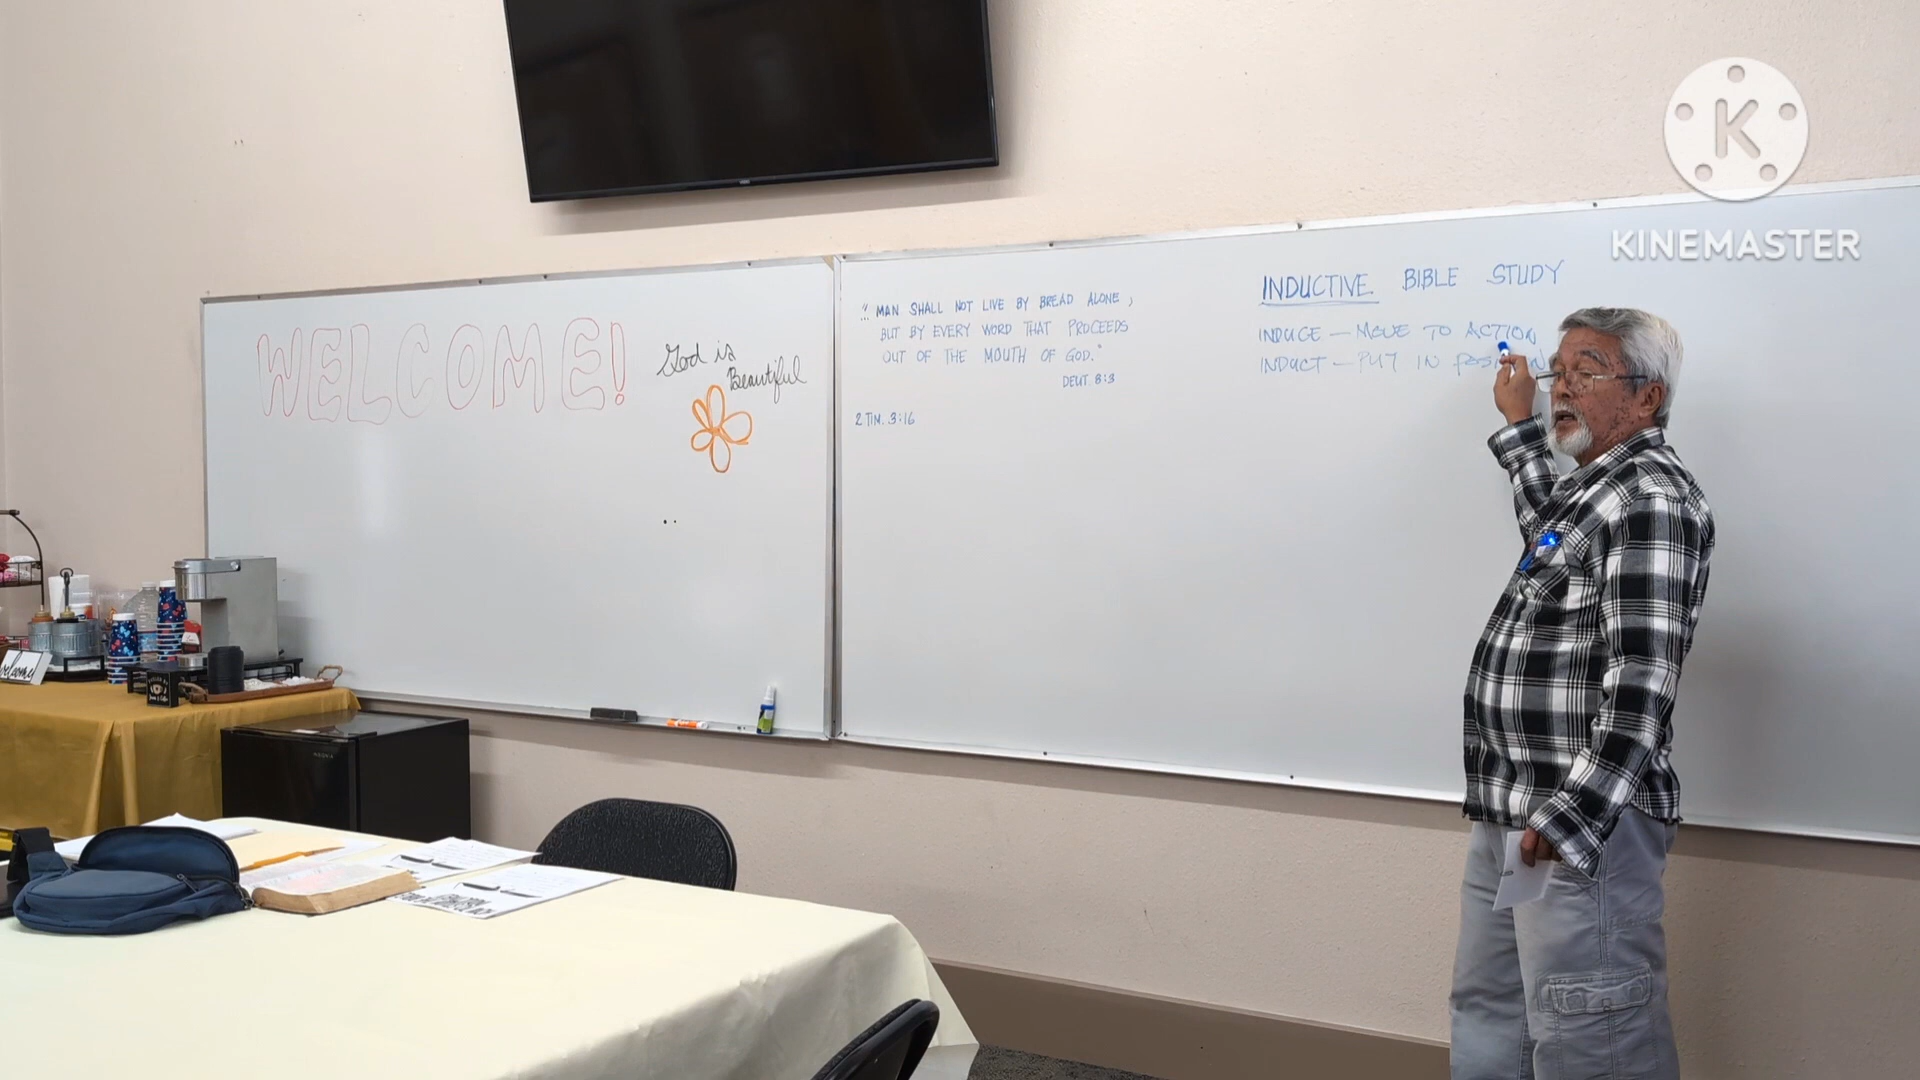 KINEMASTER
WELCOME!
God is
Beautiful
"... MAN SHALL NOT LIVE BY BREAD ALONE,
BUT BY EVERY WORD THAT PROCEEDS
OUT OF THE MOUTH OF GOD."
DEUT 8:3
2 TIM. 3:16
INDUCTIVE BIBLE STUDY
INDUCE – MOVE TO ACTION
INDUCT – PUT IN
welcome